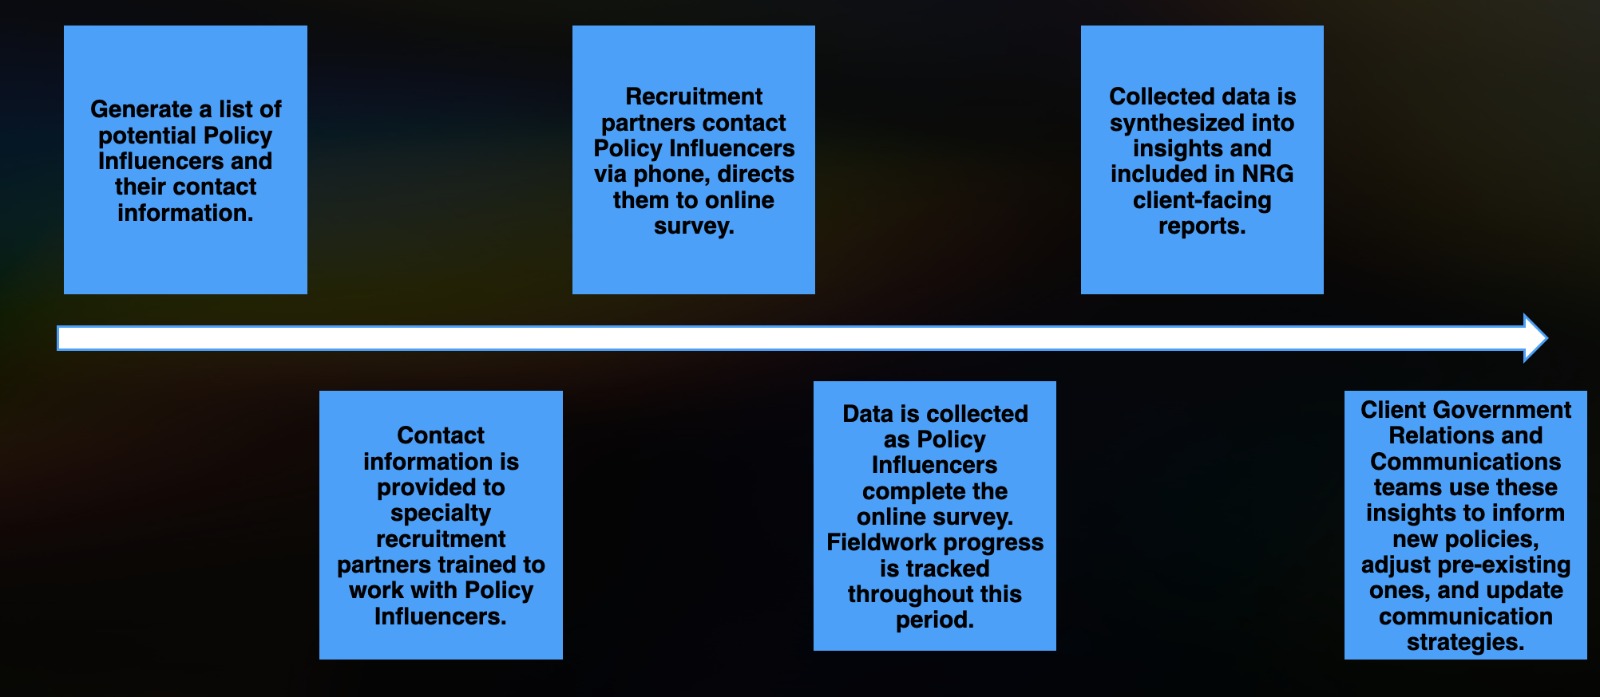 Generate a list of
potential Policy
Influencers and
their contact
information.
Contact
information is
provided to
specialty
recruitment
partners trained to
work with Policy
Influencers.
Recruitment
partners contact
Policy Influencers
via phone, directs
them to online
survey.
Data is collected
as Policy
Influencers
complete the
online survey.
Fieldwork progress
is tracked
throughout this
period.
Collected data is
synthesized into
insights and
included in NRG
client-facing
reports.
Client Government
Relations and
Communications
teams use these
insights to inform
new policies,
adjust pre-existing
ones, and update
communication
strategies.